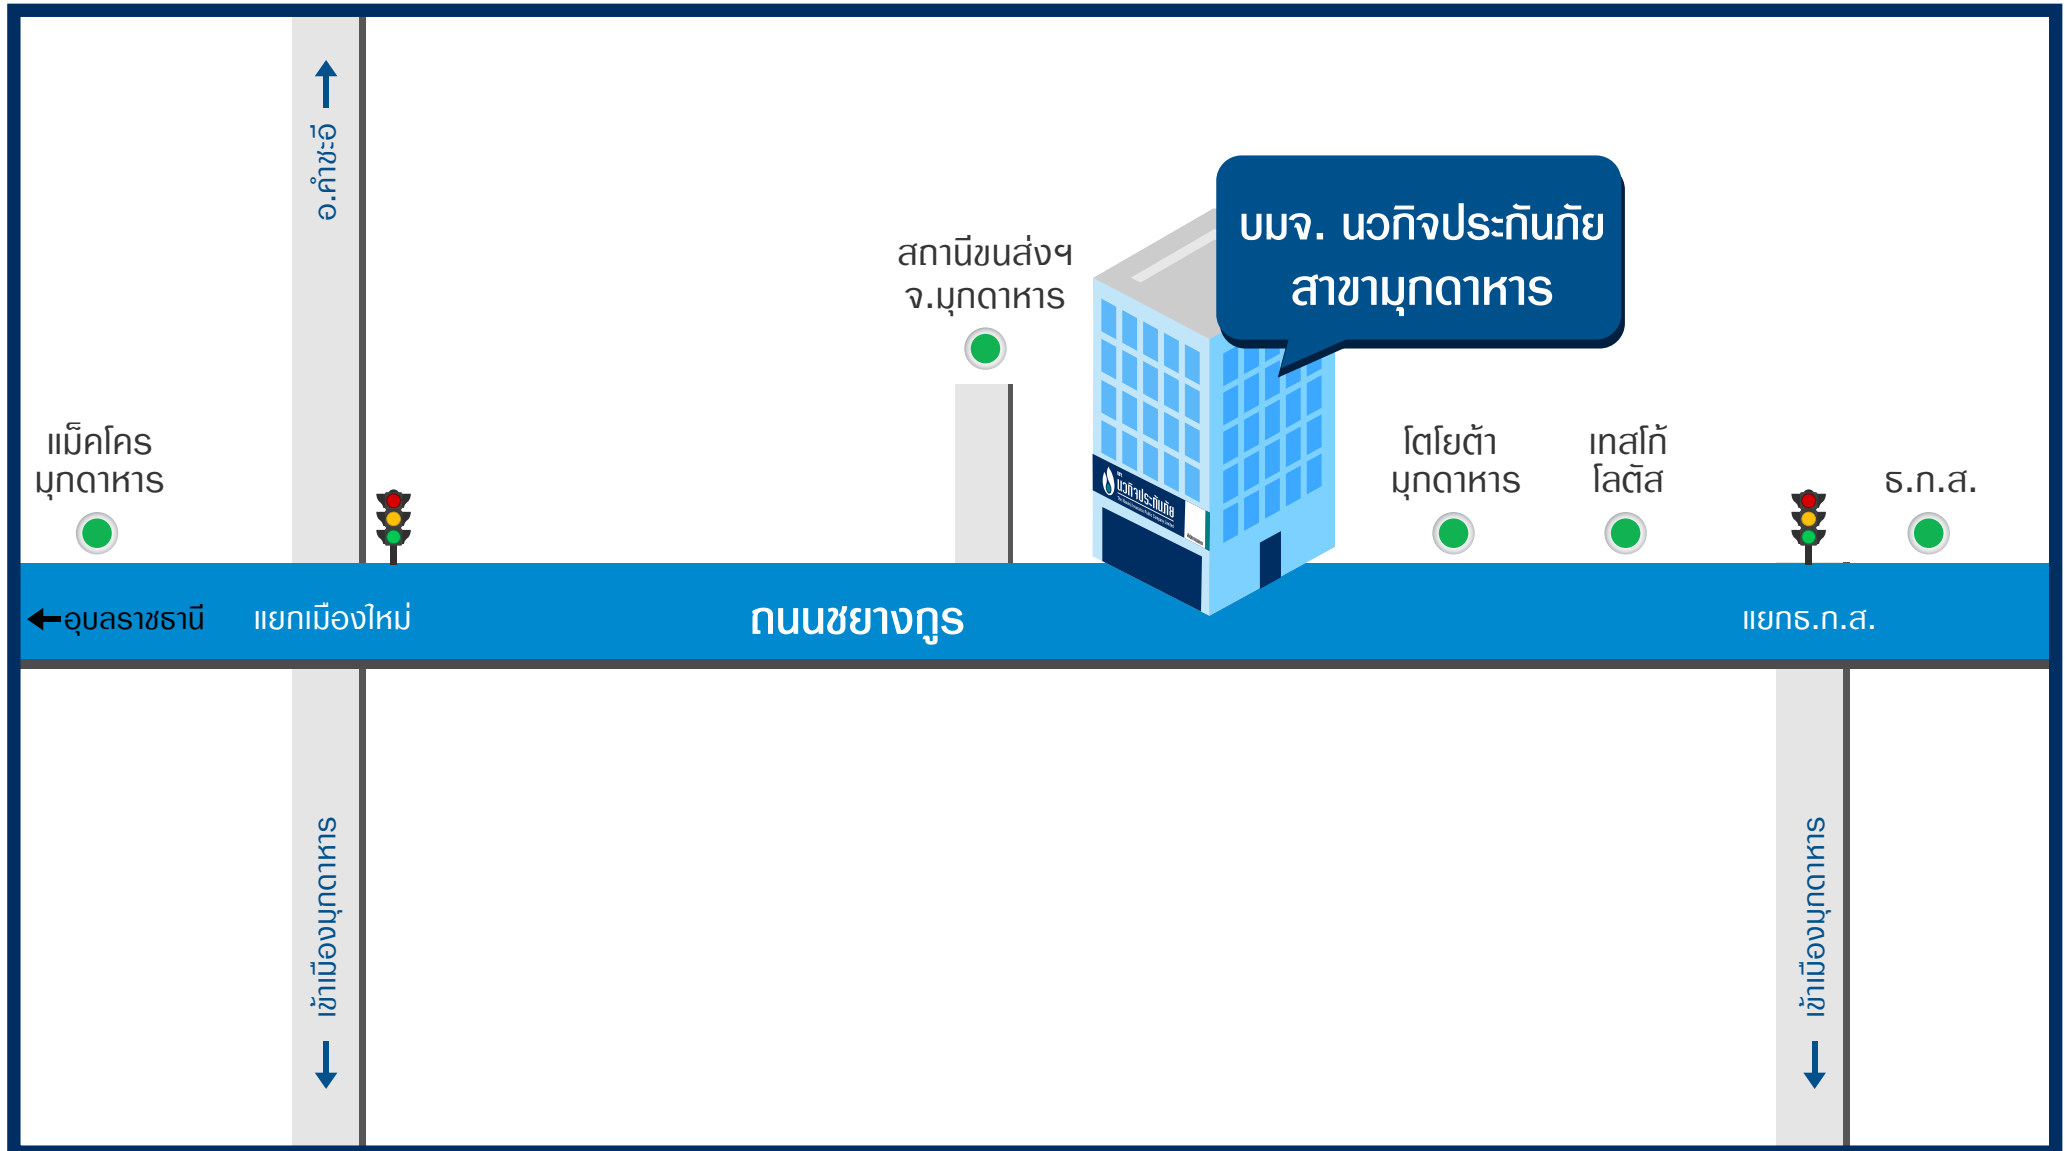 อ.คำชะอี
บมจ. นวกิจประกันภัย
สาขามุกดาหาร
สถานีขนส่งฯ
จ.มุกดาหาร
แม็คโคร
มุกดาหาร
โตโยต้า
มุกดาหาร
เทสโก้
โลตัส
ธ.ก.ส.
นวกิจประกันภัย
อุบลราชธานี
แยกเมืองใหม่
ถนนชยางกูร
แยกธ.ก.ส.
เข้าเมืองมุกดาหาร
เข้าเมืองมุกดาหาร